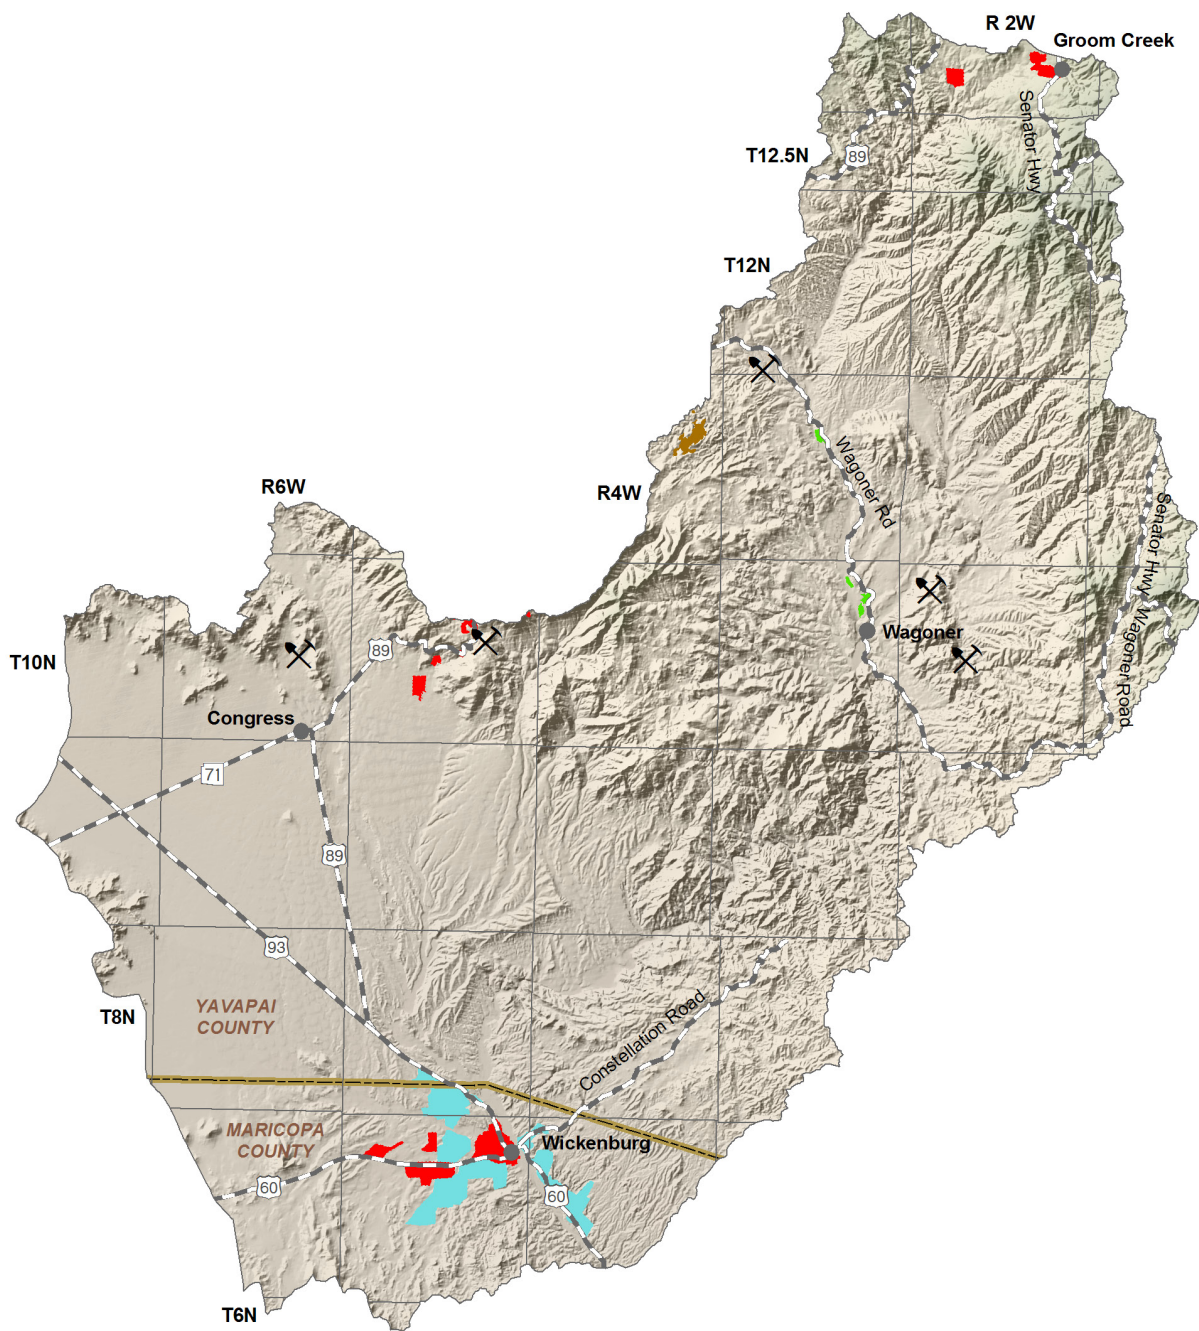 R 2W
Groom Creek
Senator Hwy
T12.5N
89
T12N
Wagoner Rd
R4W
R6W
Senator Hwy
Wagoner
Wagoner Road
T10N
89
Congress
71
89
93
YAVAPAI
COUNTY
T8N
Constellation Road
MARICOPA
COUNTY
Wickenburg
60
60
T6N